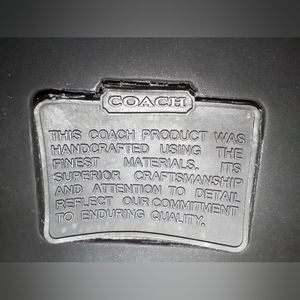 COACH
THIS COACH PRODUCT WAS
HANDCRAFTED USING THE
FINEST MATERIALS. ITS
SUPERIOR CRAFTSMANSHIP
AND ATTENTION TO DETAIL
REFLECT OUR COMMITMENT
TO ENDURING QUALITY.